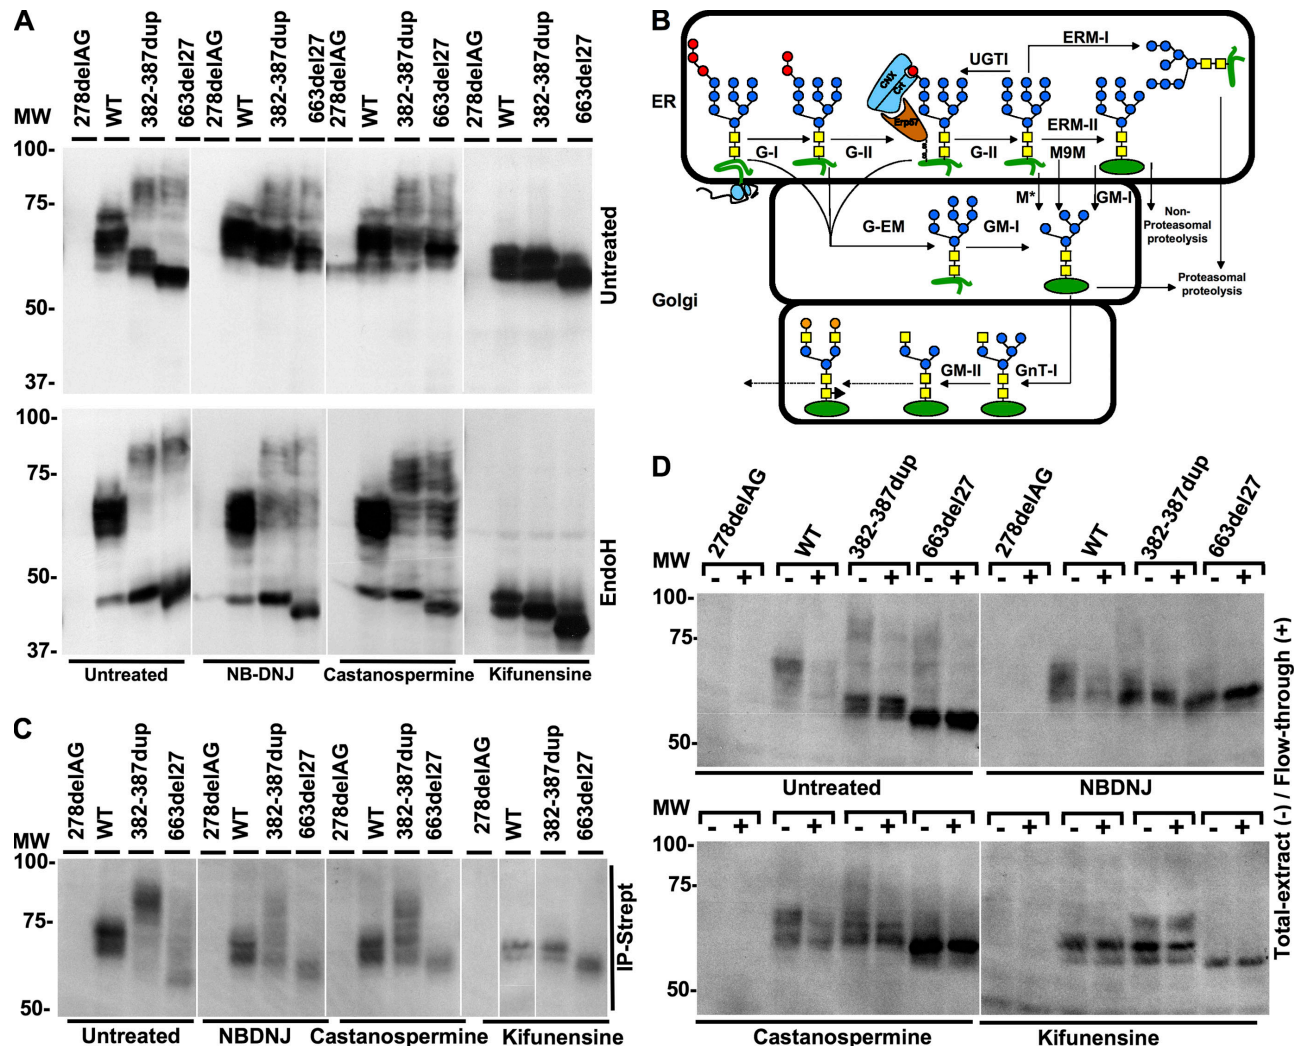 A
278delAG
WT
382-387dup
663del27
278delAG
WT
382-387dup
663del27
278delAG
WT
382-387dup
663del27
278delAG
WT
382-387dup
663del27
MW
100-
75-
50-
37-
Untreated
100-
75-
50-
37-
EndoH
Untreated
NB-DNJ
Castanospermine
Kifunensine
B
ER
CNX
CRT
Erp57
UGTI
ERM-I
ERM-II
G-I
G-II
G-II
M9M
M*
GM-I
G-EM
GM-I
Non-
Proteasomal
proteolysis
Proteasomal
proteolysis
Golgi
GM-II
GnT-I
C
278delAG
WT
382-387dup
663del27
278delAG
WT
382-387dup
663del27
278delAG
WT
382-387dup
663del27
278delAG
WT
382-387dup
663del27
MW
100-
75-
50-
IP-Strept
Untreated
NBDNJ
Castanospermine
Kifunensine
D
278delAG
WT
382-387dup
663del27
278delAG
WT
382-387dup
663del27
MW
- + - + - + - + - + - + - + - +
100-
75-
50-
Untreated
NBDNJ
MW
- + - + - + - + - + - + - + - +
100-
75-
50-
Castanospermine
Kifunensine
Total-extract (-) / Flow-through (+)